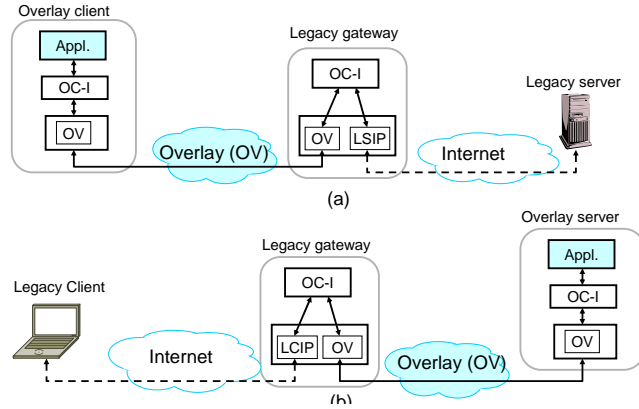 Overlay client
Appl.
OC-I
OV
Legacy gateway
OC-I
OV
LSIP
Legacy server
Overlay (OV)
Internet
(a)
Legacy Client
Internet
Legacy gateway
OC-I
LCIP
OV
Overlay (OV)
Overlay server
Appl.
OC-I
OV
(b)